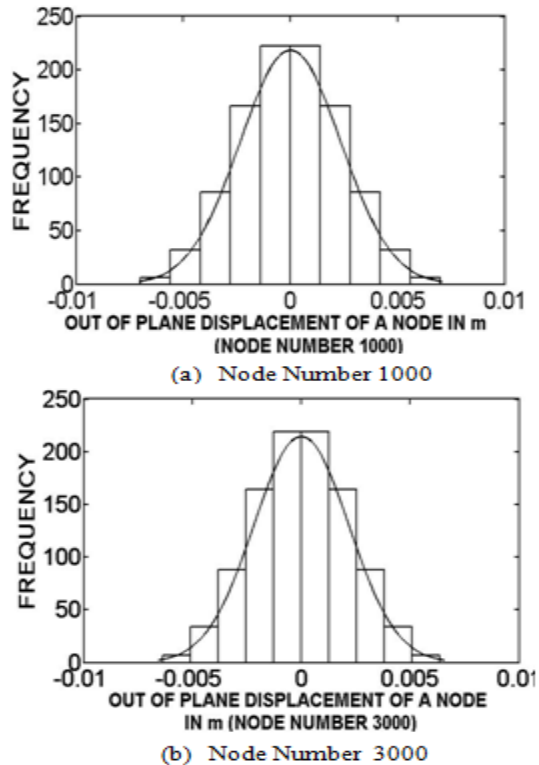 250
200
150
100
50
0
FREQUENCY
-0.01 -0.005 0 0.005 0.01
OUT OF PLANE DISPLACEMENT OF A NODE IN m
(NODE NUMBER 1000)
(a) Node Number 1000
250
200
150
100
50
0
FREQUENCY
-0.01 -0.005 0 0.005 0.01
OUT OF PLANE DISPLACEMENT OF A NODE
IN m (NODE NUMBER 3000)
(b) Node Number 3000